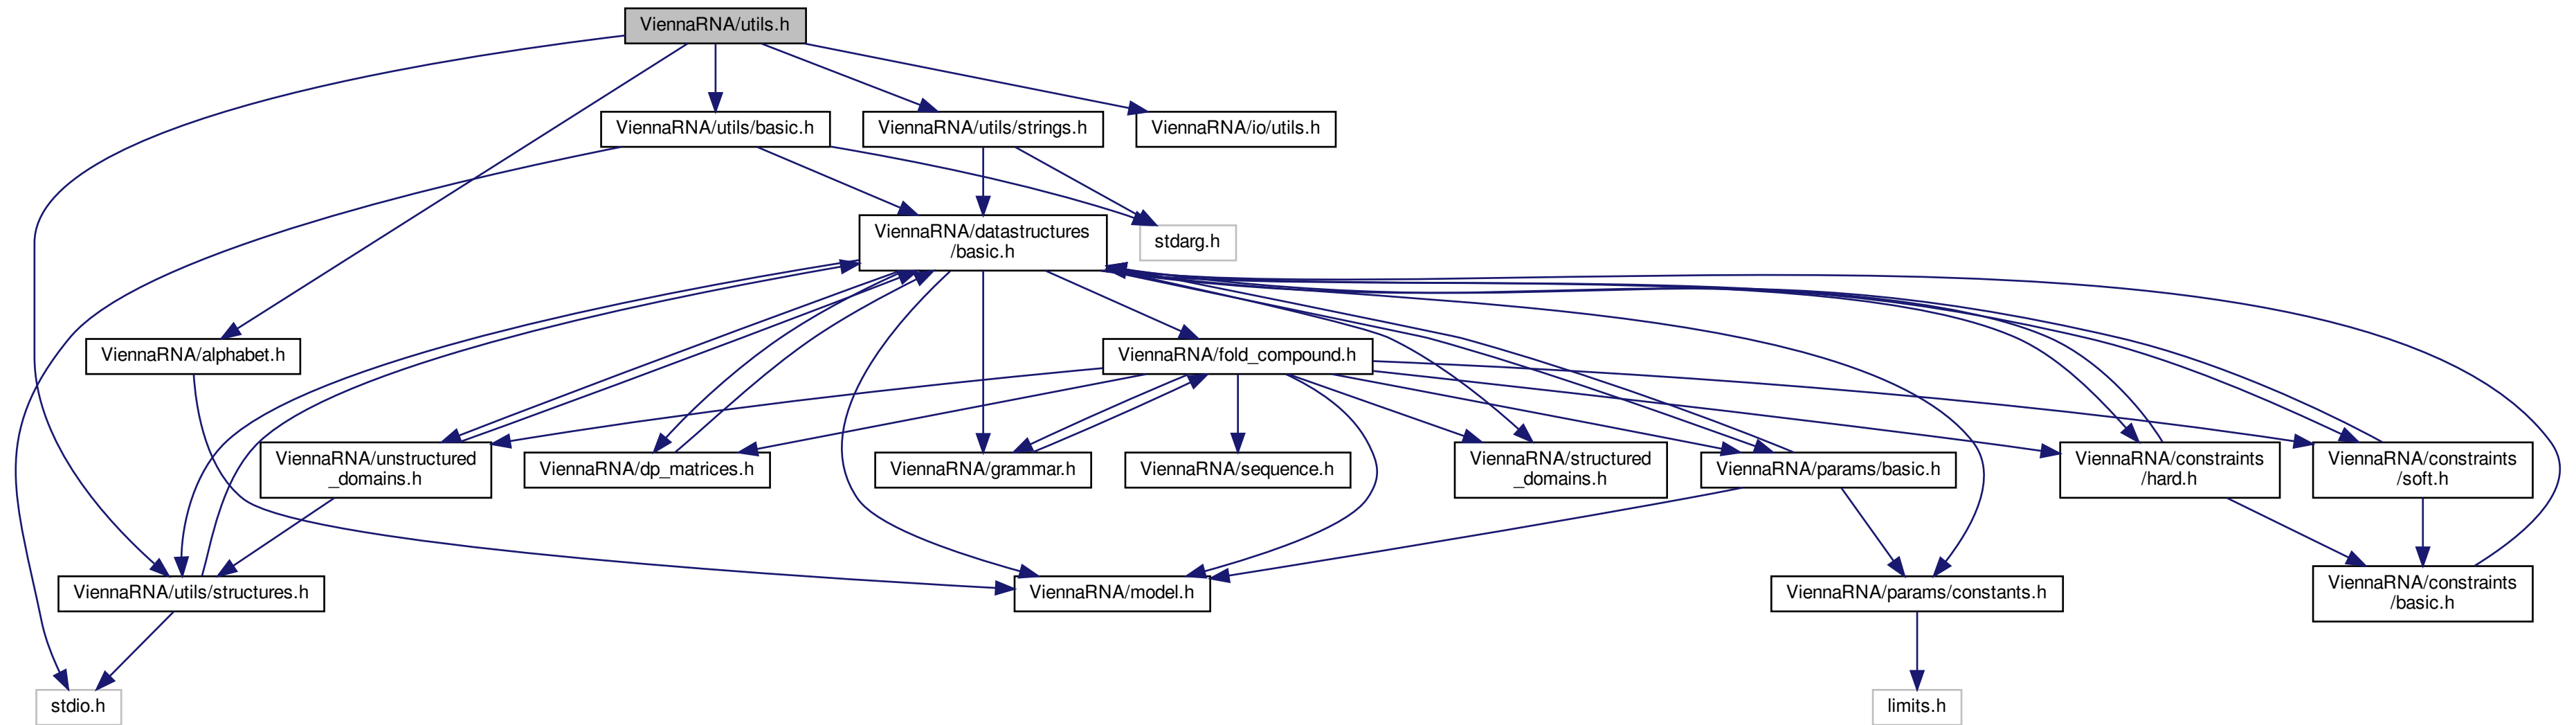 ViennaRNA/utils.h
ViennaRNA/utils/basic.h
ViennaRNA/utils/strings.h
ViennaRNA/io/utils.h
ViennaRNA/datastructures
/basic.h
stdarg.h
ViennaRNA/alphabet.h
ViennaRNA/fold_compound.h
ViennaRNA/unstructured
_domains.h
ViennaRNA/dp_matrices.h
ViennaRNA/grammar.h
ViennaRNA/sequence.h
ViennaRNA/structured
_domains.h
ViennaRNA/params/basic.h
ViennaRNA/constraints
/hard.h
ViennaRNA/constraints
/soft.h
ViennaRNA/utils/structures.h
ViennaRNA/model.h
ViennaRNA/params/constants.h
ViennaRNA/constraints
/basic.h
stdio.h
limits.h